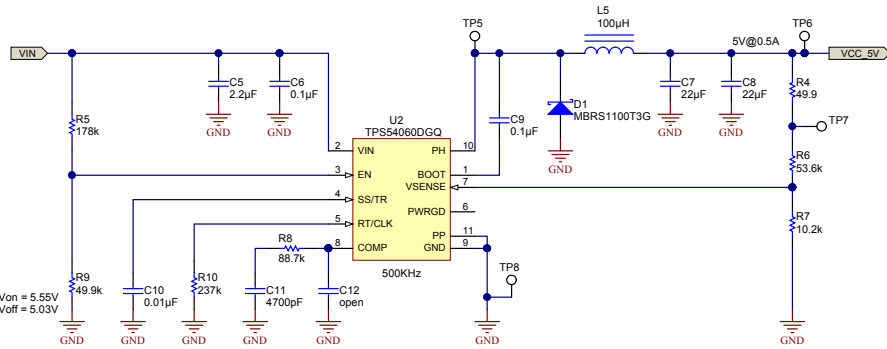 L5
100µH
TP5
TP6
5V@0.5A
VIN
VCC_5V
C5
2.2µF
C6
0.1µF
C7
22µF
C8
22µF
R4
49.9
GND
GND
GND
GND
R5
178k
U2
TPS54060DGQ
C9
0.1µF
D1
MBRS1100T3G
GND
TP7
2
VIN
PH
10
3
EN
BOOT
1
VSENSE
7
4
SS/TR
PWRGD
6
5
RT/CLK
PP
11
8
COMP
GND
9
500KHz
R6
53.6k
R7
10.2k
R8
88.7k
R9
49.9k
Von = 5.55V
Voff = 5.03V
C10
0.01µF
R10
237k
C11
4700pF
C12
open
TP8
GND
GND
GND
GND
GND
GND
GND